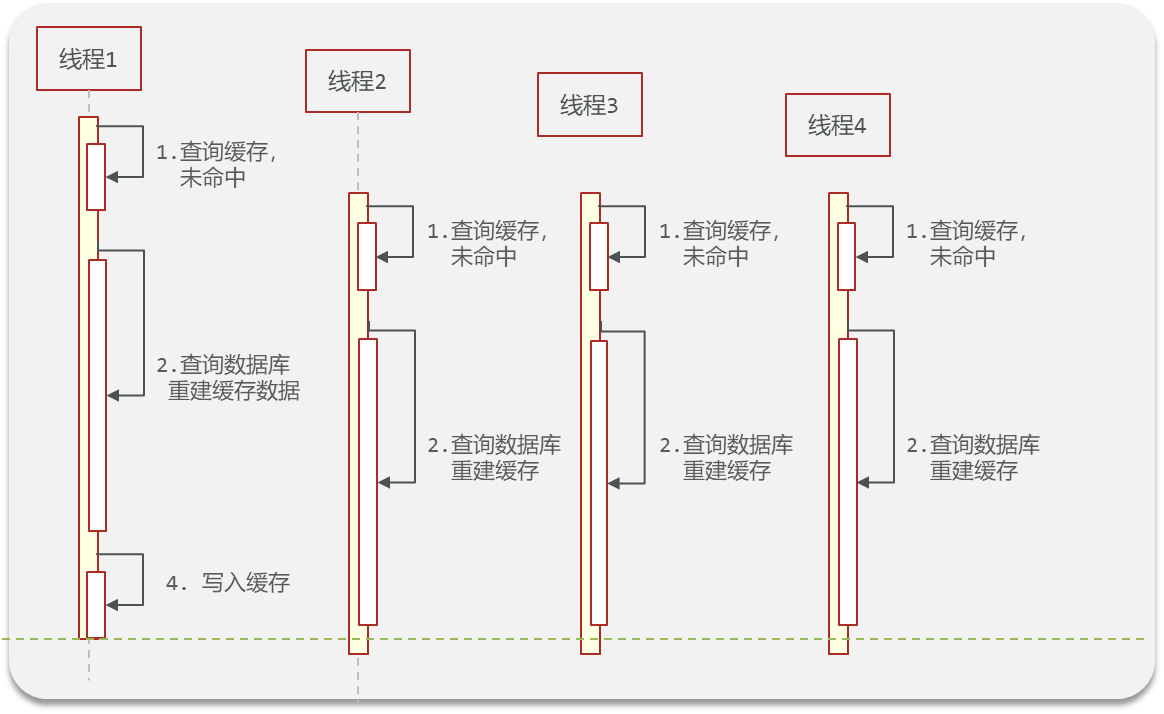 线程1
线程2
线程3
线程4
1.查询缓存,
未命中
1.查询缓存,
未命中
1.查询缓存,
未命中
1.查询缓存,
未命中
2.查询数据库
重建缓存数据
2.查询数据库
重建缓存
2.查询数据库
重建缓存
2.查询数据库
重建缓存
4. 写入缓存